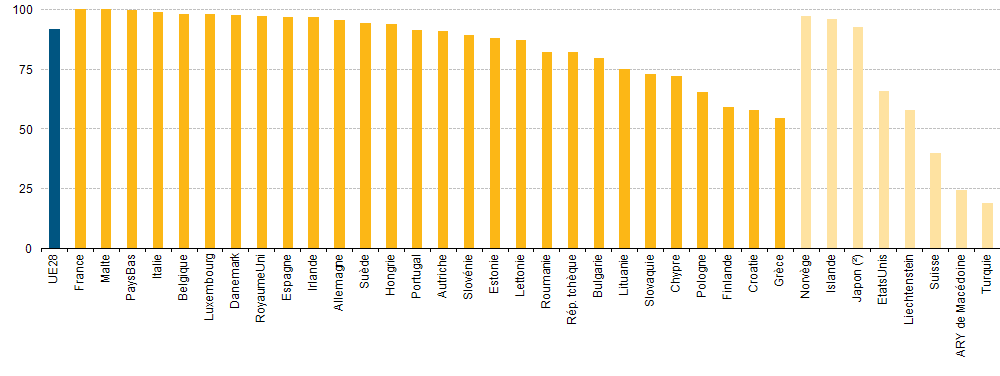 100
75
50
25
0
UE28
France
Malte
PaysBas
Italie
Belgique
Luxembourg
Danemark
RoyaumeUni
Espagne
Irlande
Allemagne
Suède
Hongrie
Portugal
Autriche
Slovénie
Estonie
Lettonie
Roumanie
Rép. tchèque
Bulgarie
Lituanie
Slovaquie
Chypre
Pologne
Finlande
Croatie
Grèce
Norvège
Islande
Japon (²)
EtatsUnis
Liechtenstein
Suisse
ARY de Macédoine
Turquie